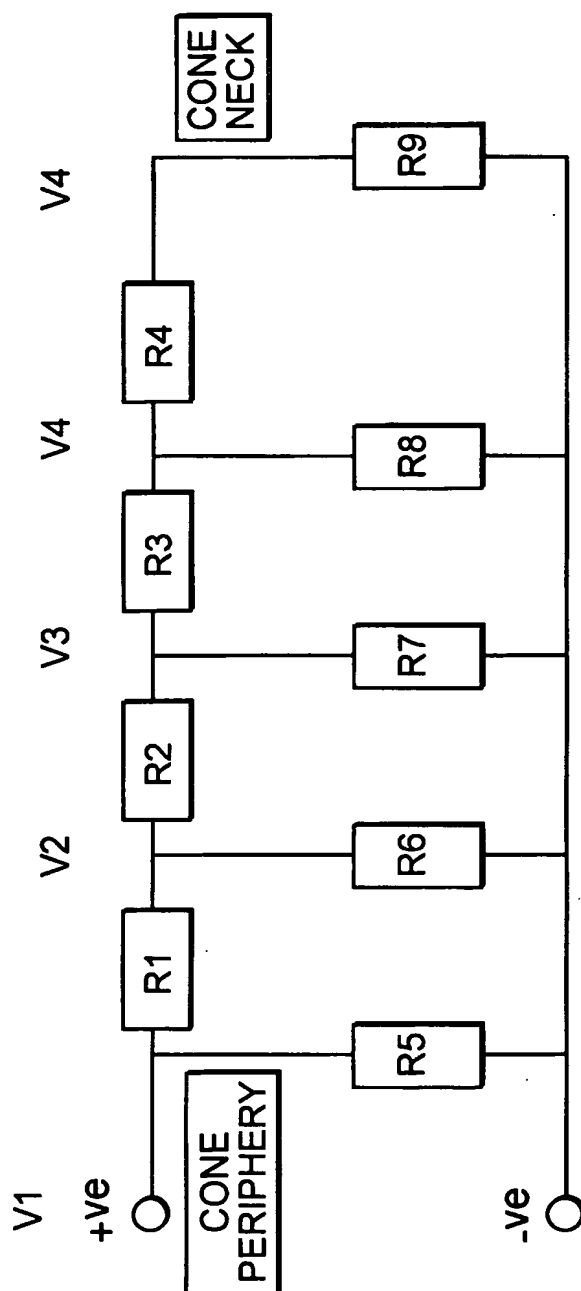 V1
V2
V3
V4
V4
+ve
R1
R2
R3
R4
CONE
PERIPHERY
CONE
NECK
R5
R6
R7
R8
R9
-ve